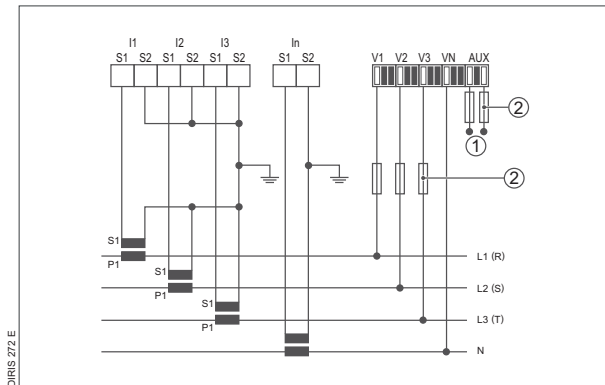 I1 I2 I3 In V1 V2 V3 VN AUX
S1 S2 S1 S2 S1 S2 S1 S2
2
1
2
S1
P1 L1 (R)
S1
P1 L2 (S)
S1
P1 L3 (T)
N
DIRIS 272 E